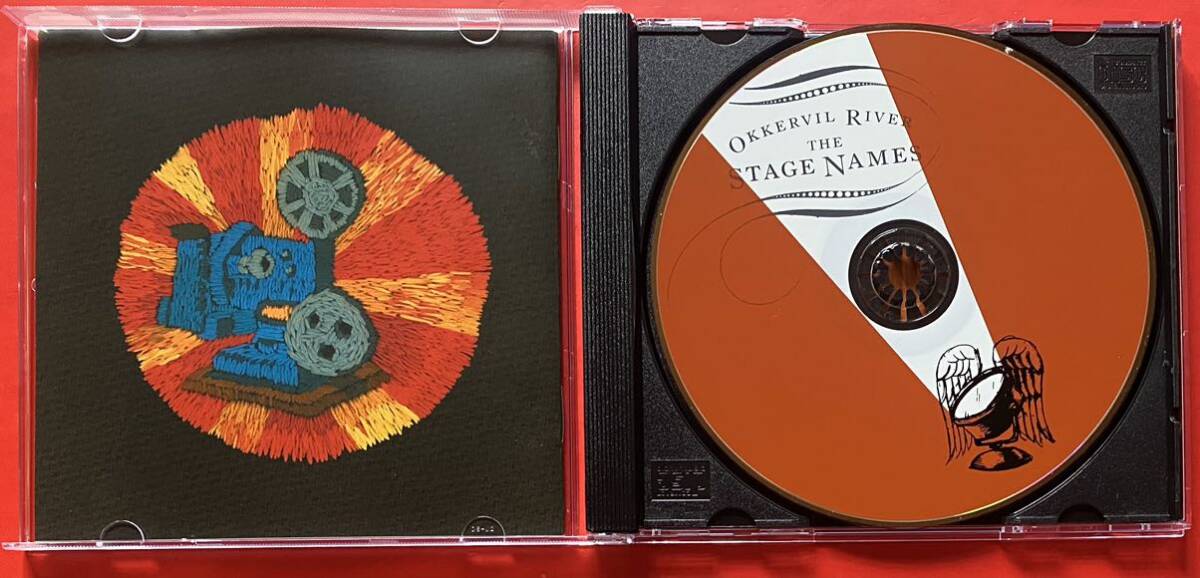 OKKERVIL RIVER
THE
STAGE NAMES